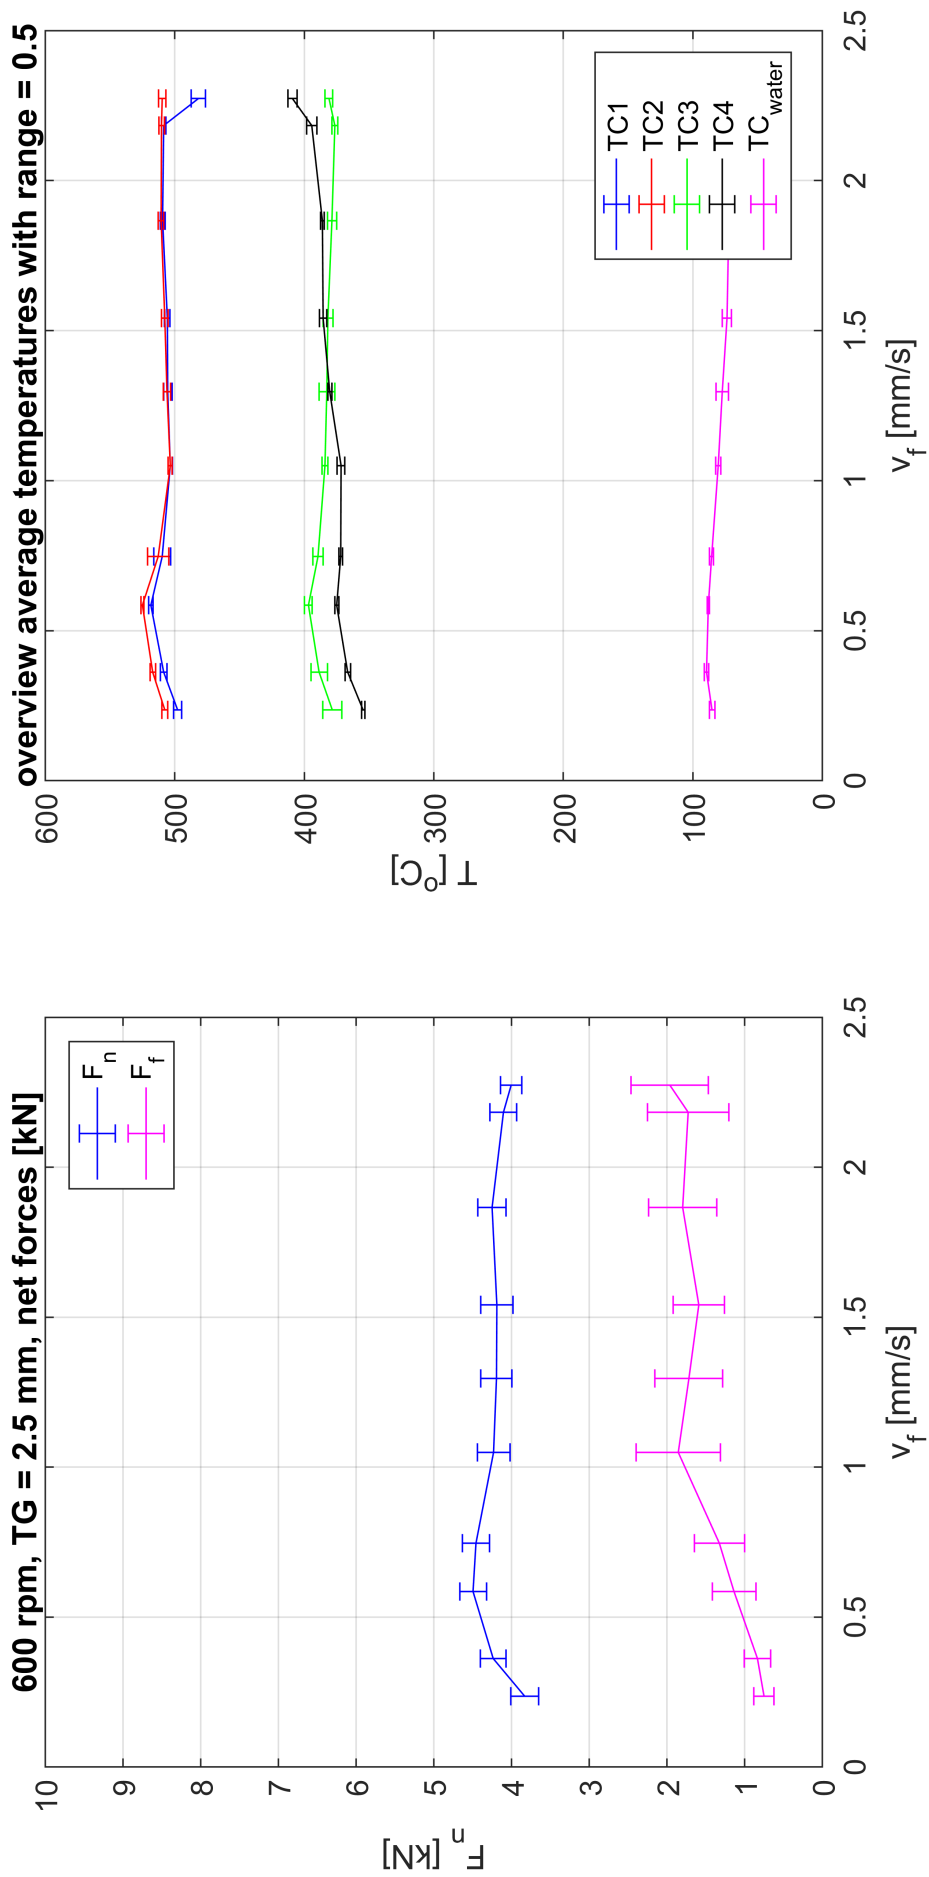 600 rpm, TG = 2.5 mm, net forces [kN]
10
9
8
7
6
5
4
3
2
1
0
F_n [kN]
0
0.5
1
1.5
2
2.5
v_f [mm/s]
F_n
F_f
overview average temperatures with range = 0.5
600
500
400
300
200
100
0
T [°C]
0
0.5
1
1.5
2
2.5
v_f [mm/s]
TC1
TC2
TC3
TC4
TC_water